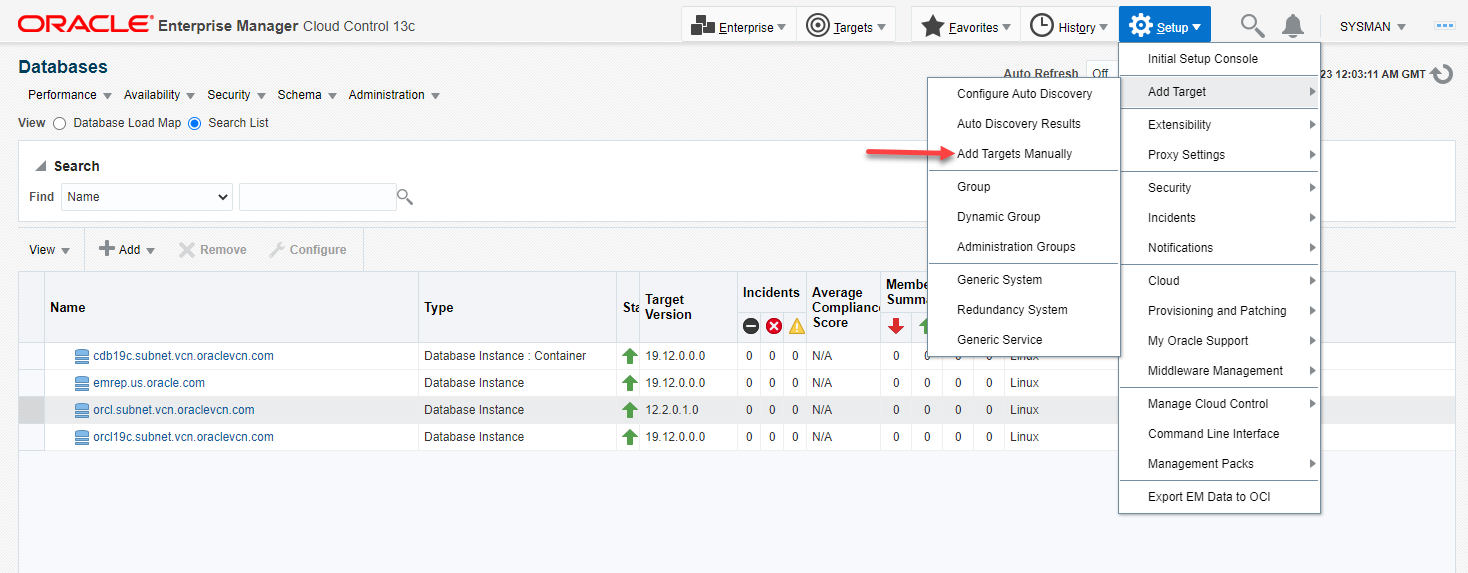 ORACLE Enterprise Manager Cloud Control 13c
Enterprise Targets Favorites History Setup SYSMAN
Databases
Auto Refresh Off 23 12:03:11 AM GMT
Performance Availability Security Schema Administration
View Database Load Map Search List
Search
Find Name
View Add Remove Configure
Name Type Sta Target Version Incidents Average Compliance Score
cdb19c.subnet.vcn.oraclevcn.com Database Instance : Container 19.12.0.0.0 0 0 0 N/A 0 0 0 0 Linux
emrep.us.oracle.com Database Instance 19.12.0.0.0 0 0 0 N/A 0 0 0 0 Linux
orcl.subnet.vcn.oraclevcn.com Database Instance 12.2.0.1.0 0 0 0 N/A 0 0 0 0 Linux
orcl19c.subnet.vcn.oraclevcn.com Database Instance 19.12.0.0.0 0 0 0 N/A 0 0 0 0 Linux
Configure Auto Discovery
Auto Discovery Results
Add Targets Manually
Group
Dynamic Group
Administration Groups
Generic System
Redundancy System
Generic Service
Initial Setup Console
Add Target
Extensibility
Proxy Settings
Security
Incidents
Notifications
Cloud
Provisioning and Patching
My Oracle Support
Middleware Management
Manage Cloud Control
Command Line Interface
Management Packs
Export EM Data to OCI